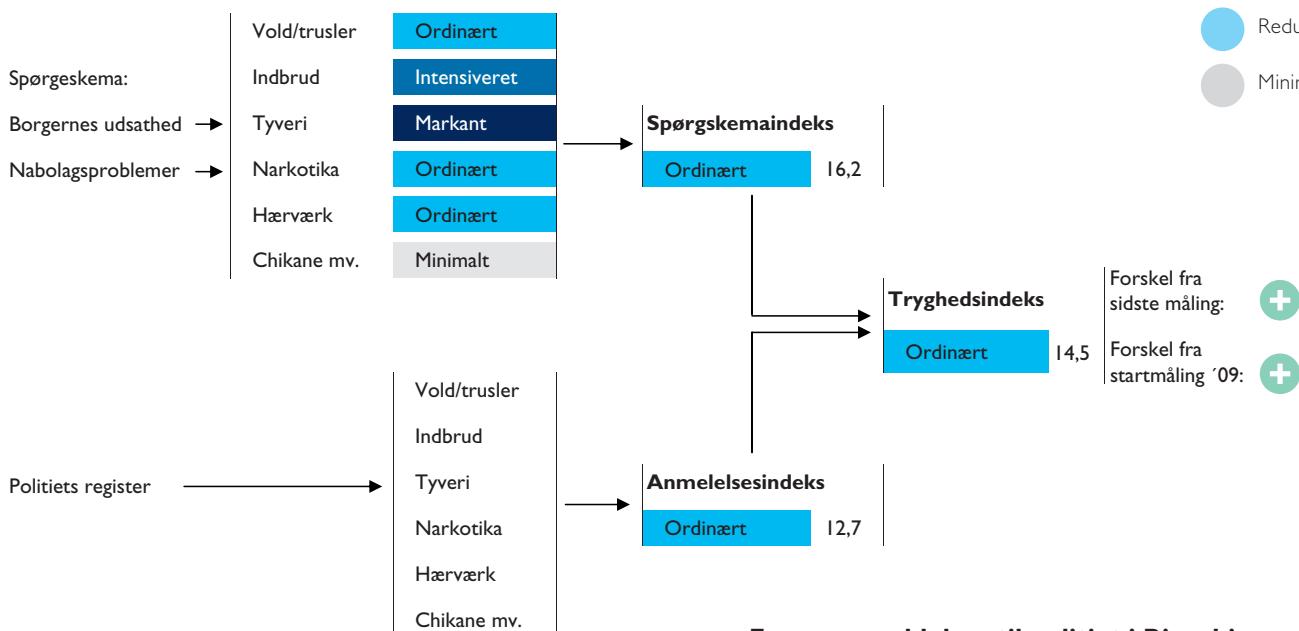 Vold/trusler Ordinært
Spørgeskema: Indbrud Intensiveret
Borgernes udsathed Tyveri Markant
Nabolagsproblemer Narkotika Ordinært
Hærværk Ordinært
Chikane mv. Minimalt
Spørgskemaindeks
Ordinært 16,2
Tryghedsindeks
Ordinært 14,5
Forskel fra
sidste måling:
Forskel fra
startmåling ´09:
Politiets register
Vold/trusler
Indbrud
Tyveri
Narkotika
Hærværk
Chikane mv.
Anmelelsesindeks
Ordinært 12,7